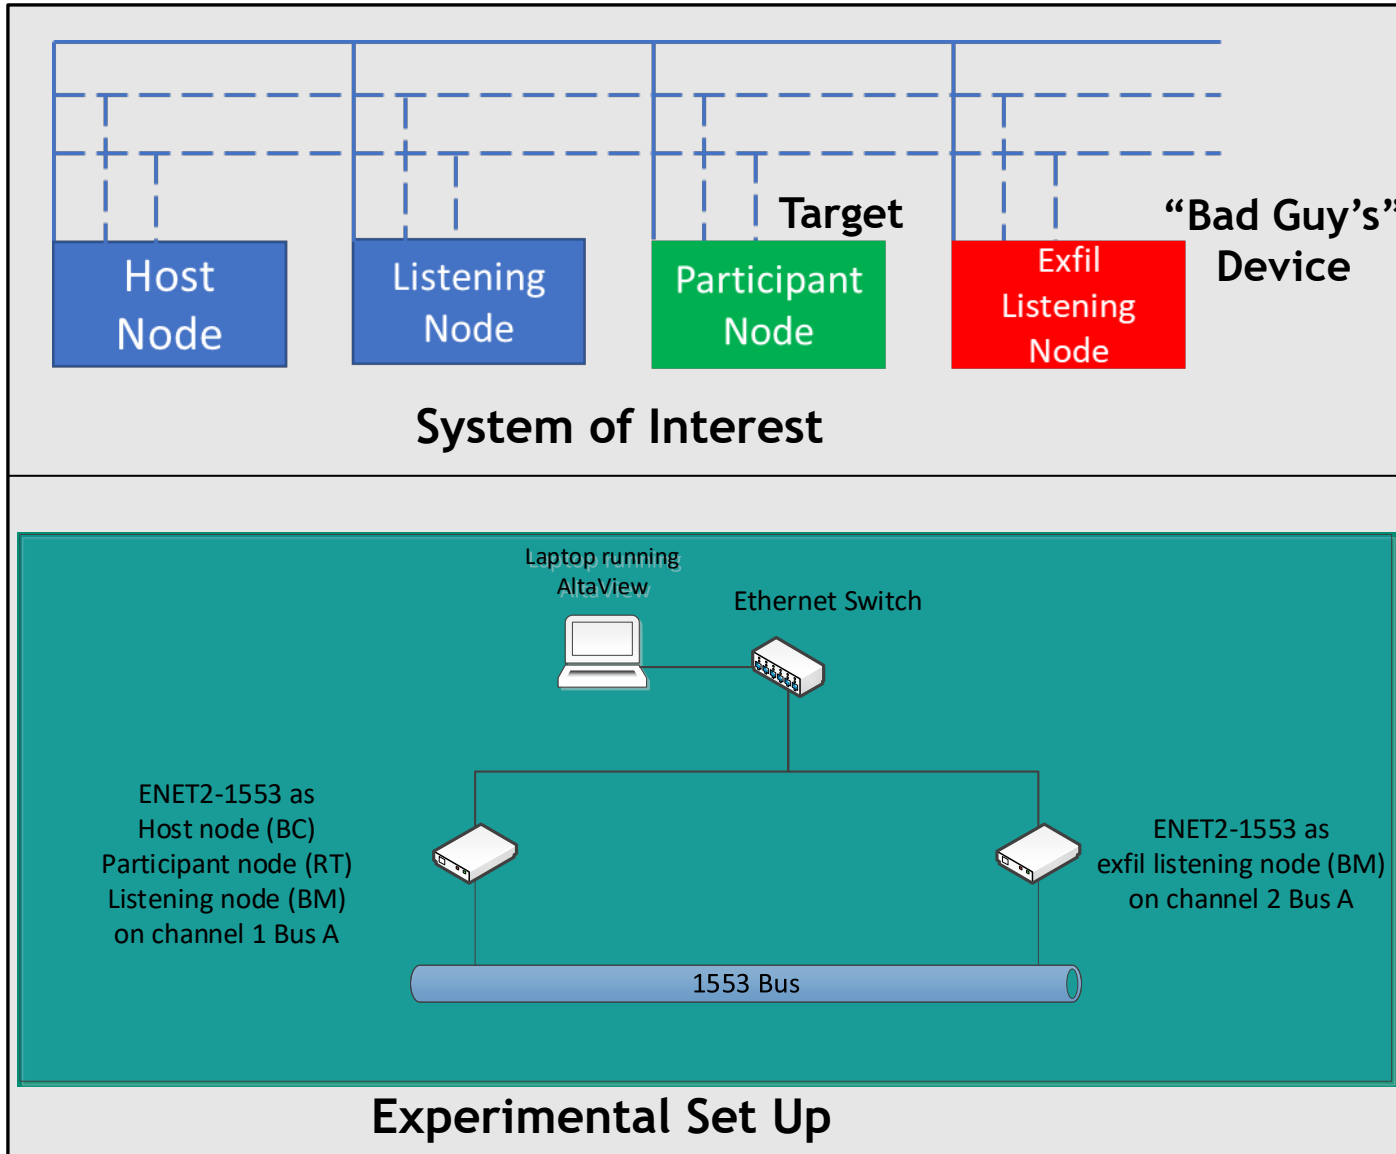 Target
“Bad Guy’s”
Device
Host
Node
Listening
Node
Participant
Node
Exfil
Listening
Node
System of Interest
Laptop running
AltaView
Ethernet Switch
ENET2-1553 as
Host node (BC)
Participant node (RT)
Listening node (BM)
on channel 1 Bus A
ENET2-1553 as
exfil listening node (BM)
on channel 2 Bus A
1553 Bus
Experimental Set Up